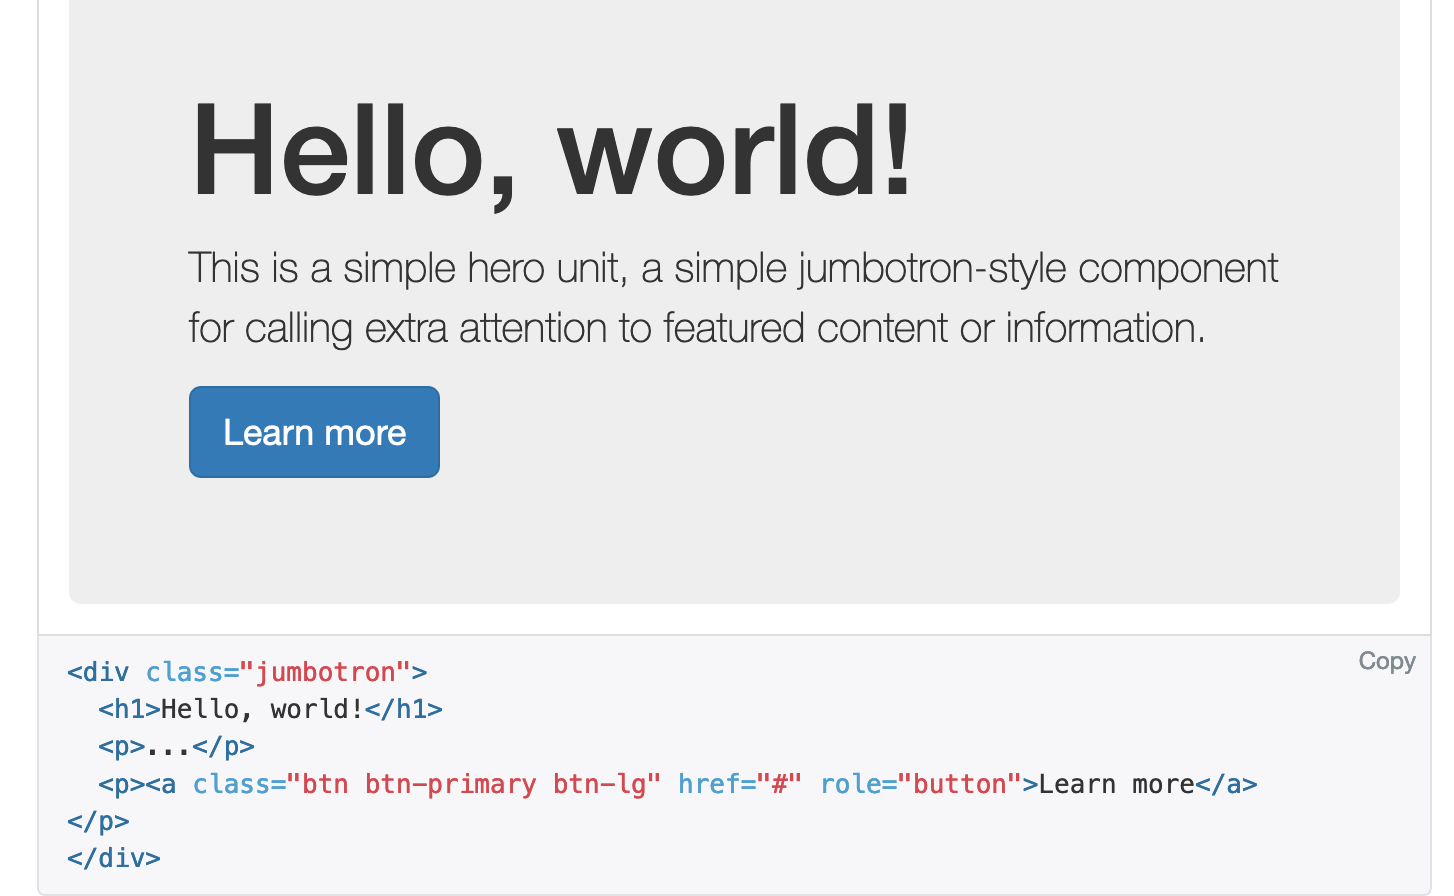 Hello, world!
This is a simple hero unit, a simple jumbotron-style component
for calling extra attention to featured content or information.
Learn more
Copy
<div class="jumbotron">
  <h1>Hello, world!</h1>
  <p>...</p>
  <p><a class="btn btn-primary btn-lg" href="#" role="button">Learn more</a>
</p>
</div>